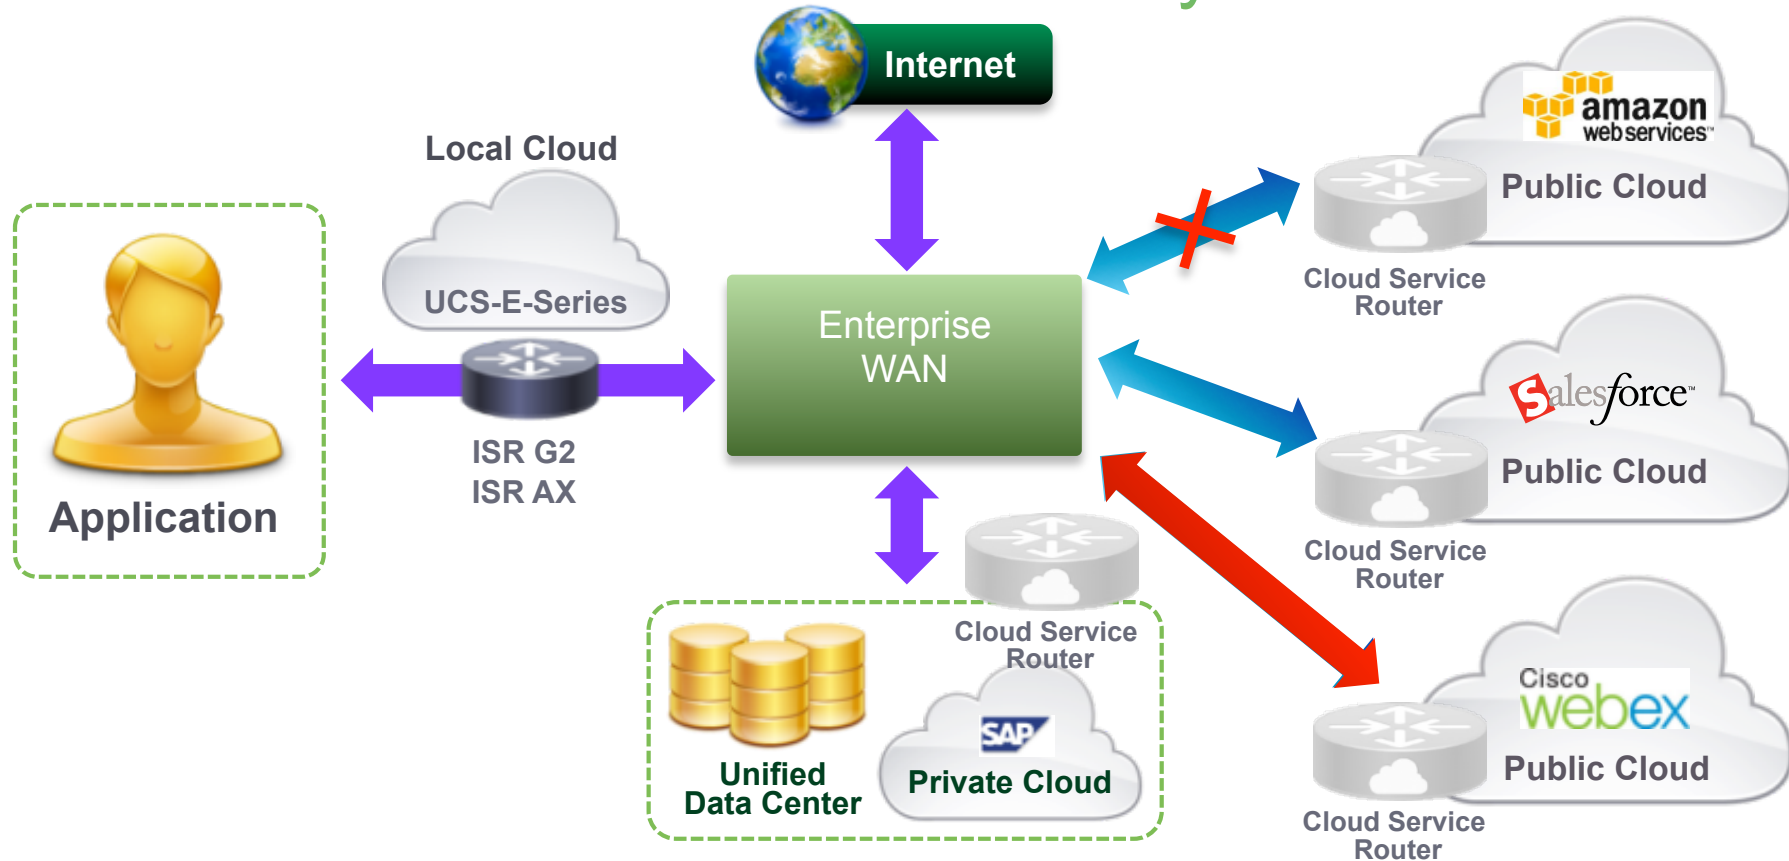 Internet
amazon
webservices™
Public Cloud
Cloud Service
Router
Local Cloud
UCS-E-Series
ISR G2
ISR AX
Application
Enterprise
WAN
salesforce™
Public Cloud
Cloud Service
Router
Cloud Service
Router
Unified
Data Center
SAP
Private Cloud
Cisco
webex
Public Cloud
Cloud Service
Router